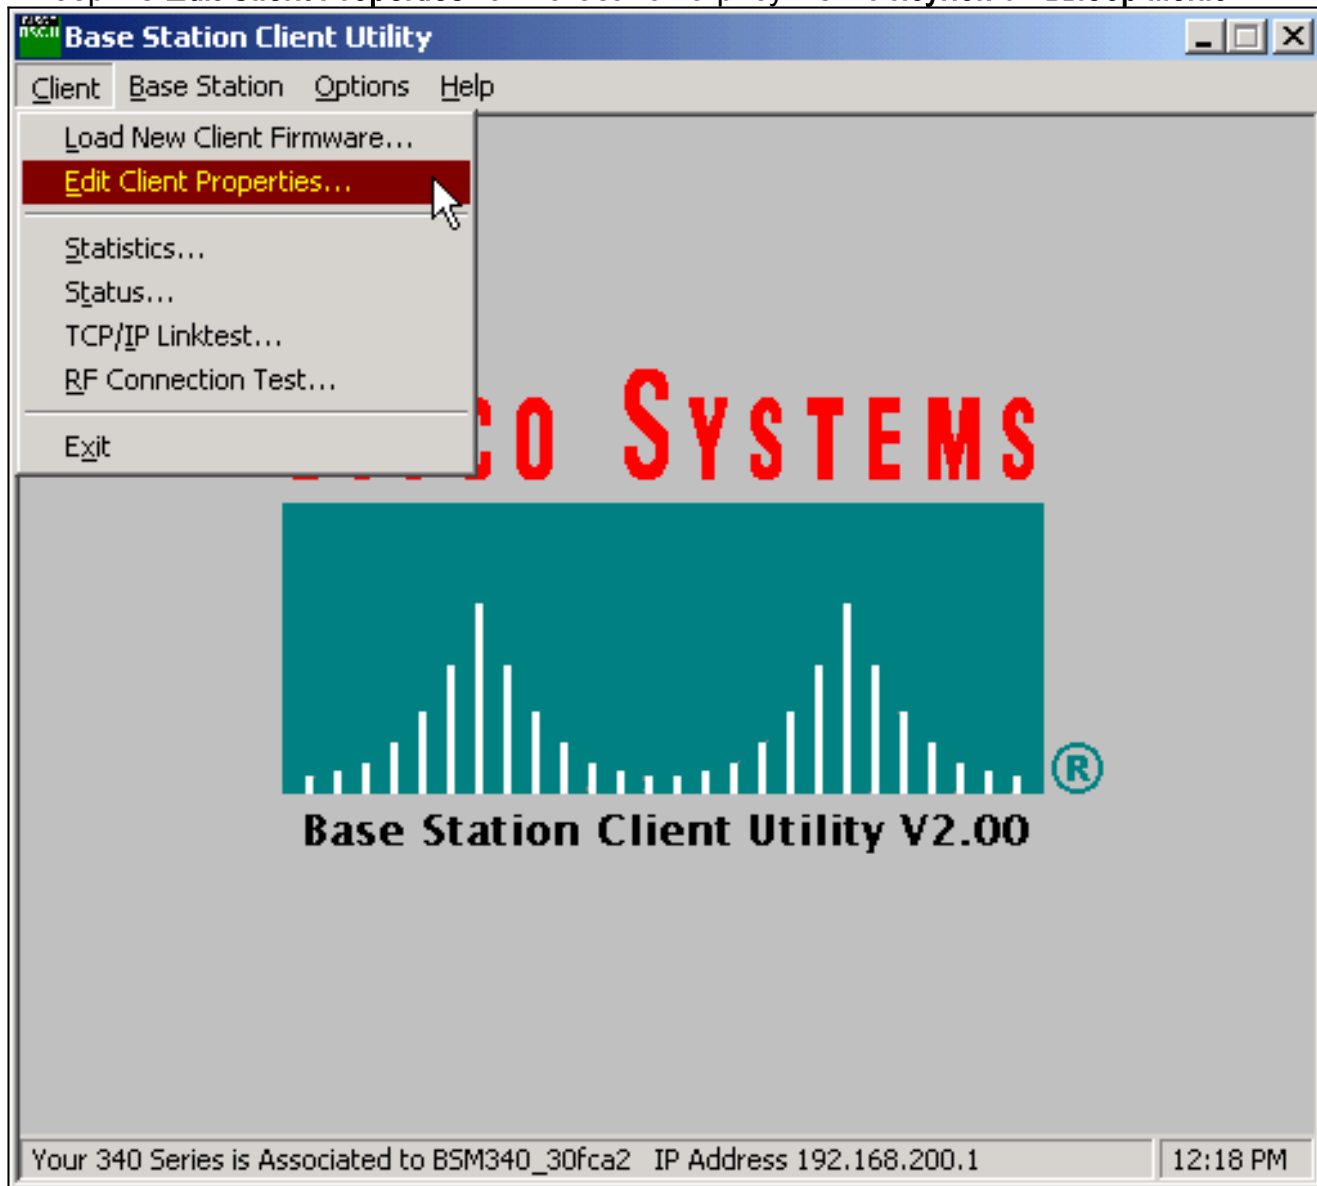 Base Station Client Utility
Client Base Station Options Help
Load New Client Firmware...
Edit Client Properties...
Statistics...
Status...
TCP/IP Linktest...
RF Connection Test...
Exit
SYSTEMS
®
Base Station Client Utility V2.00
Your 340 Series is Associated to BSM340_30fca2 IP Address 192.168.200.1
12:18 PM